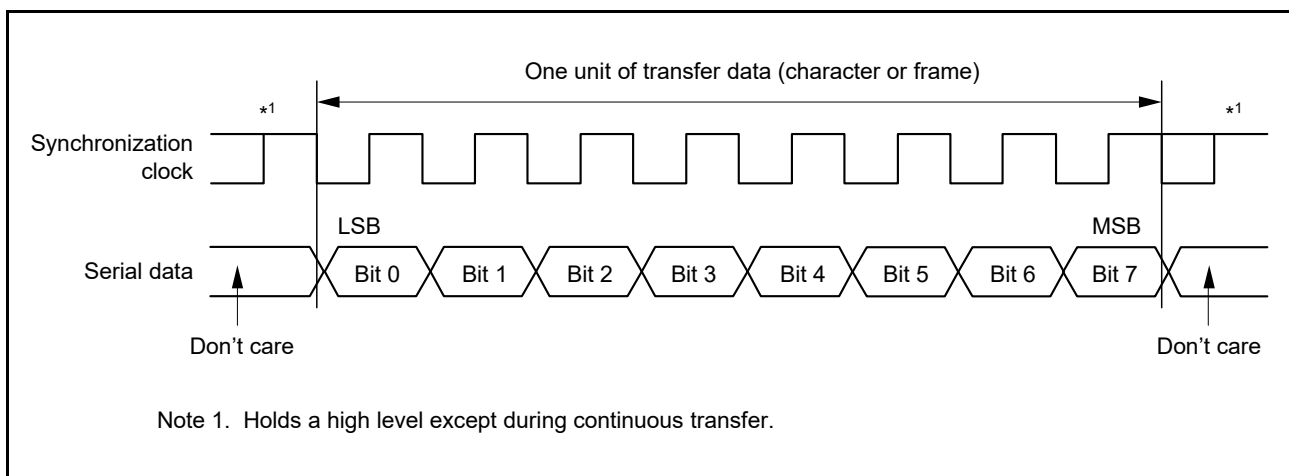 One unit of transfer data (character or frame)
*1
*1
Synchronization
clock
LSB
MSB
Serial data
Bit 0
Bit 1
Bit 2
Bit 3
Bit 4
Bit 5
Bit 6
Bit 7
Don’t care
Don’t care
Note 1. Holds a high level except during continuous transfer.